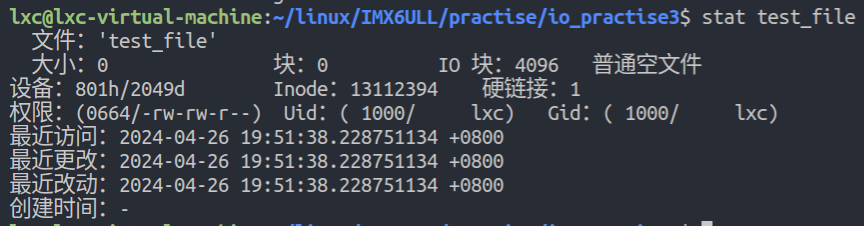 lxc@lxc-virtual-machine:~/linux/IMX6ULL/practise/io_practise3$ stat test_file
文件："test_file"
大小：0 块：0 IO 块：4096 普通空文件
设备：801h/2049d Inode：13112394 硬链接：1
权限：(0664/-rw-rw-r--) Uid：( 1000/ lxc) Gid：( 1000/ lxc)
最近访问：2024-04-26 19:51:38.228751134 +0800
最近更改：2024-04-26 19:51:38.228751134 +0800
最近改动：2024-04-26 19:51:38.228751134 +0800
创建时间：-